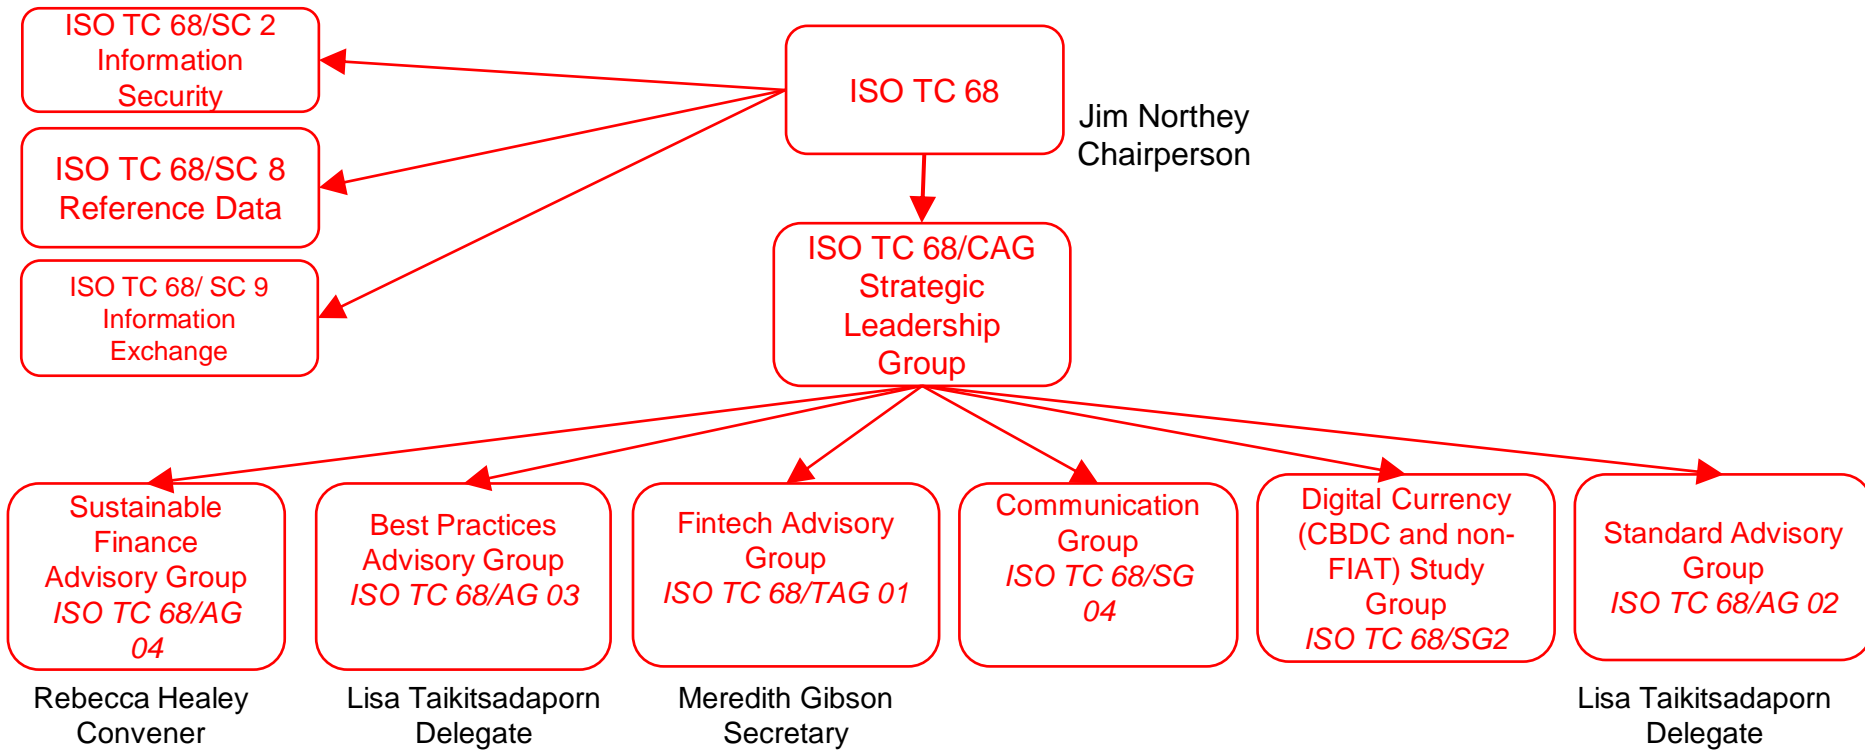 ISO TC 68/SC 2
Information
Security
ISO TC 68
Jim Northey
Chairperson
ISO TC 68/SC 8
Reference Data
ISO TC 68/ SC 9
Information
Exchange
ISO TC 68/CAG
Strategic
Leadership
Group
Sustainable
Finance
Advisory Group
ISO TC 68/AG
04
Rebecca Healey
Convener
Best Practices
Advisory Group
ISO TC 68/AG 03
Lisa Taikitsadaporn
Delegate
Fintech Advisory
Group
ISO TC 68/TAG 01
Meredith Gibson
Secretary
Communication
Group
ISO TC 68/SG
04
Digital Currency
(CBDC and non-
FIAT) Study
Group
ISO TC 68/SG2
Standard Advisory
Group
ISO TC 68/AG 02
Lisa Taikitsadaporn
Delegate